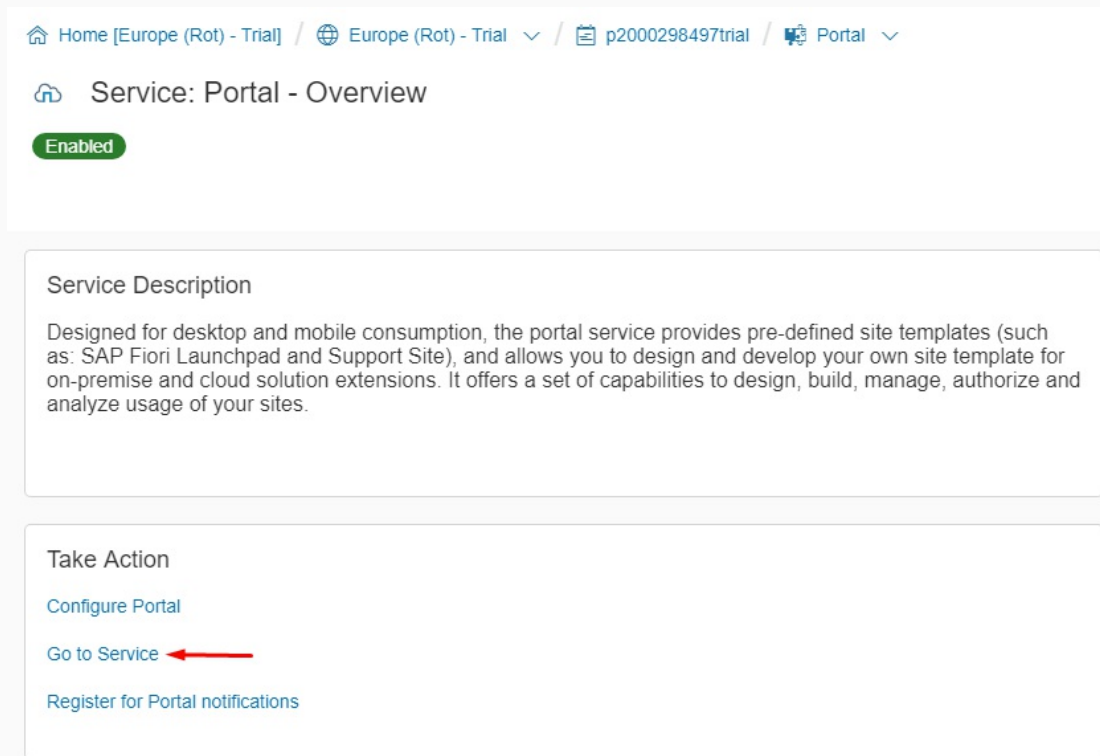 Home [Europe (Rot) - Trial] / Europe (Rot) - Trial / p2000298497trial / Portal
Service: Portal - Overview
Enabled
Service Description
Designed for desktop and mobile consumption, the portal service provides pre-defined site templates (such
as: SAP Fiori Launchpad and Support Site), and allows you to design and develop your own site template for
on-premise and cloud solution extensions. It offers a set of capabilities to design, build, manage, authorize and
analyze usage of your sites.
Take Action
Configure Portal
Go to Service
Register for Portal notifications